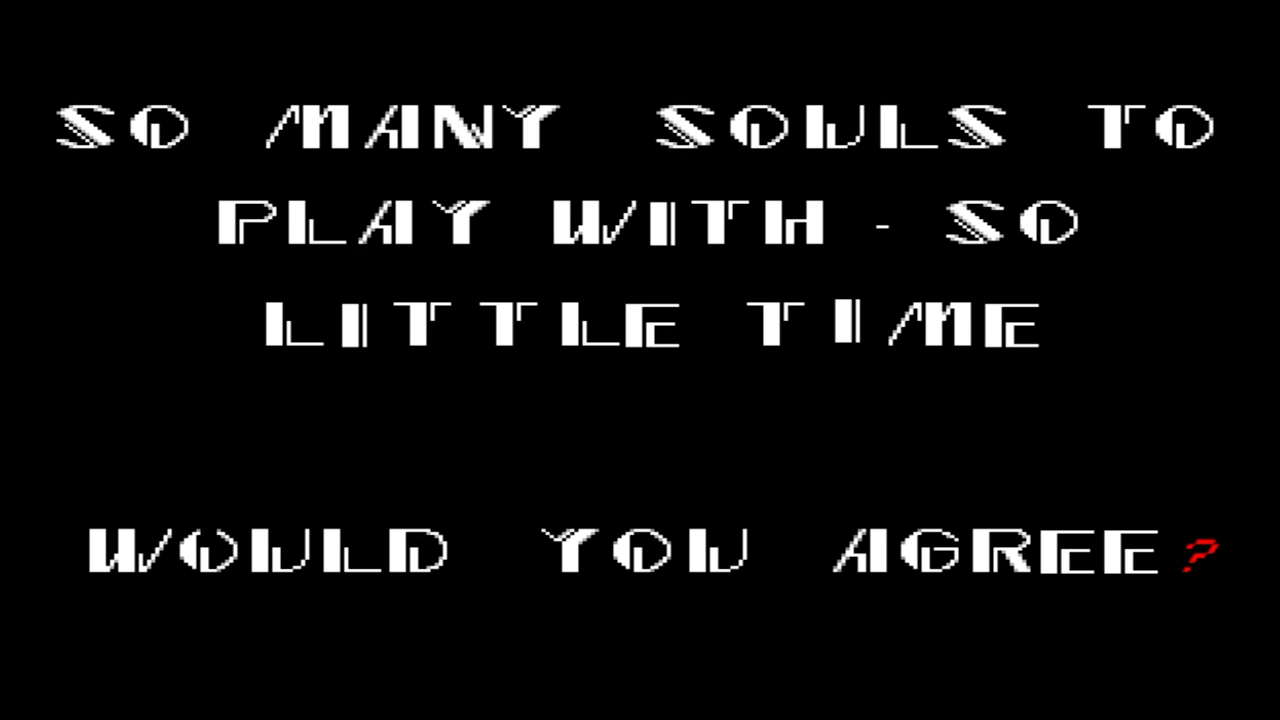 SO MANY SOULS TO
PLAY WITH - SO
LITTLE TIME
WOULD YOU AGREE?